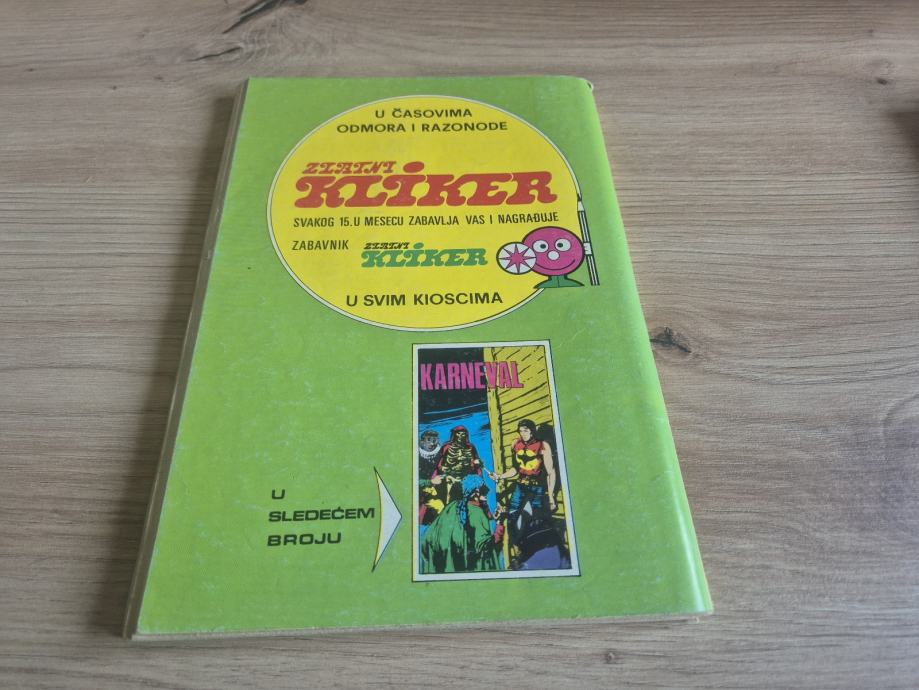 U ČASOVIMA
ODMORA I RAZONODE
ZLATNI
KLIKER
SVAKOG 15. U MESECU ZABAVLJA VAS I NAGRAĐUJE
ZABAVNIK ZLATNI
KLIKER
U SVIM KIOSCIMA
KARNEVAL
U
SLEDEĆEM
BROJU